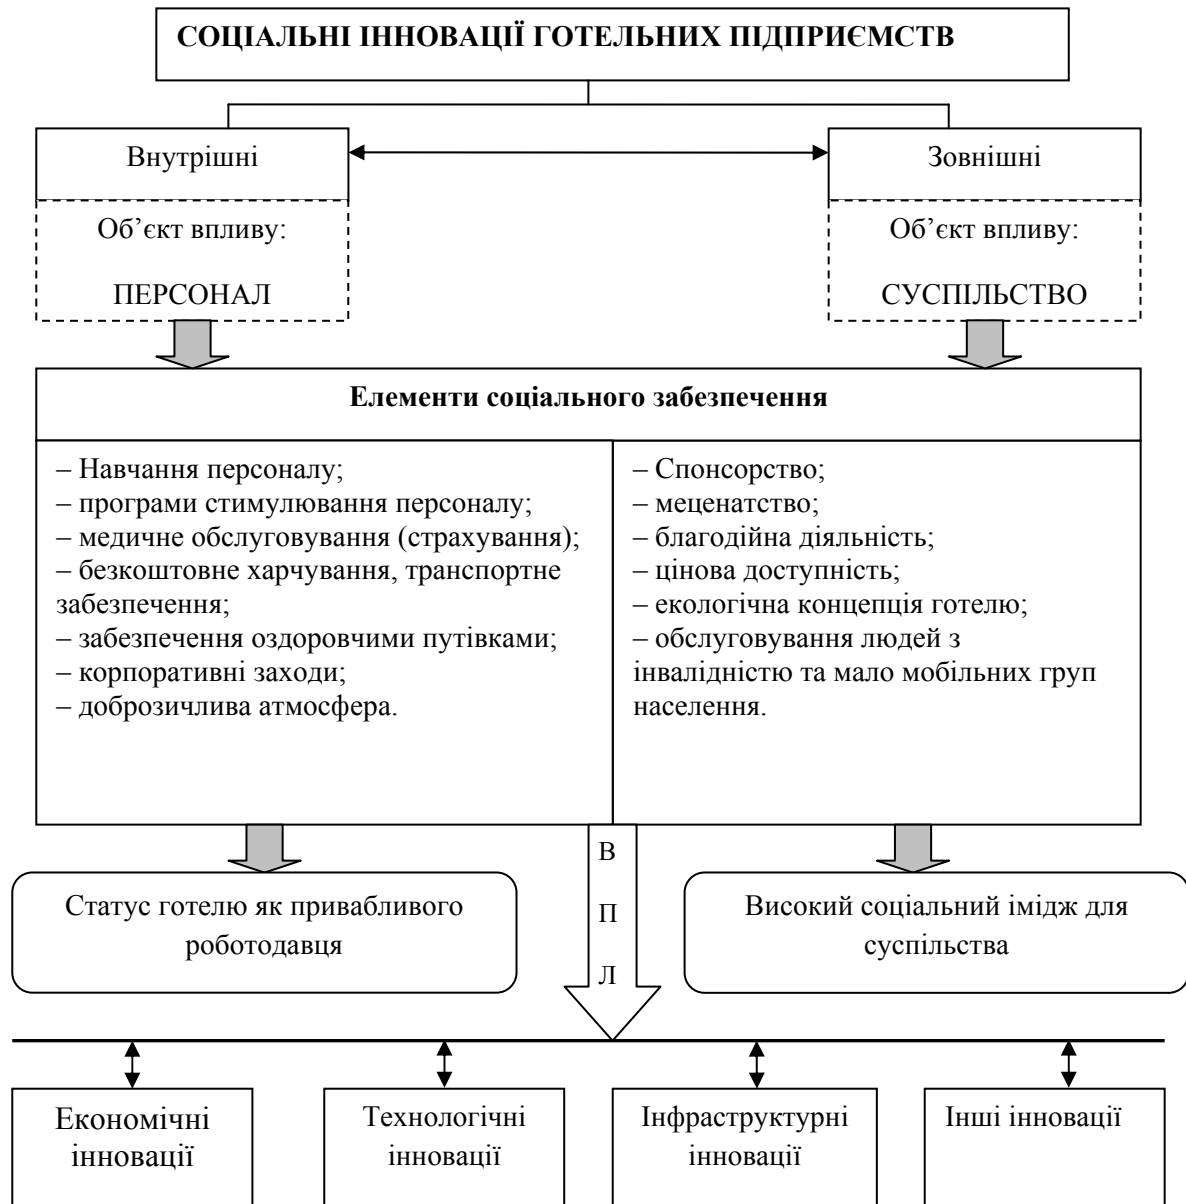 СОЦІАЛЬНІ ІННОВАЦІЇ ГОТЕЛЬНИХ ПІДПРИЄМСТВ
Внутрішні
Об’єкт впливу:
ПЕРСОНАЛ
Зовнішні
Об’єкт впливу:
СУСПІЛЬСТВО
Елементи соціального забезпечення
– Навчання персоналу;
– програми стимулювання персоналу;
– медичне обслуговування (страхування);
– безкоштовне харчування, транспортне
забезпечення;
– забезпечення оздоровчими путівками;
– корпоративні заходи;
– доброзичлива атмосфера.
– Спонсорство;
– меценатство;
– благодійна діяльність;
– цінова доступність;
– екологічна концепція готелю;
– обслуговування людей з
інвалідністю та мало мобільних груп
населення.
Статус готелю як привабливого
роботодавця
В
П
Л
Високий соціальний імідж для
суспільства
Економічні
інновації
Технологічні
інновації
Інфраструктурні
інновації
Інші інновації